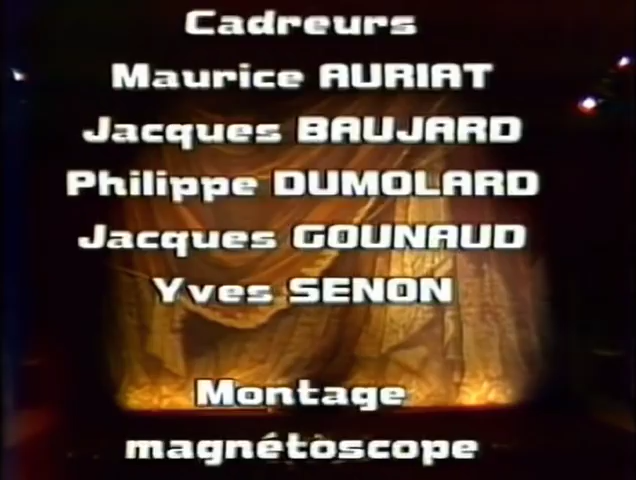 Cadreurs
Maurice AURIAT
Jacques BAUJARD
Philippe DUMOLARD
Jacques GOUNAUD
Yves SENON
Montage
magnétoscope